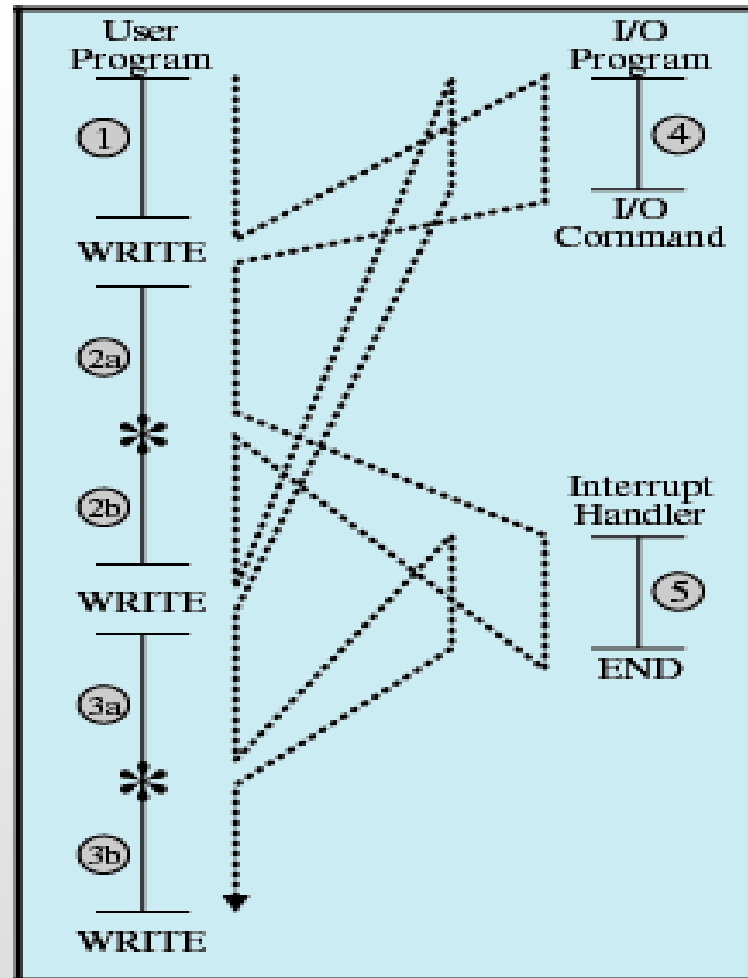 User
Program
1
WRITE
2a
*
2b
WRITE
3a
*
3b
WRITE
I/O
Program
4
I/O
Command
Interrupt
Handler
5
END